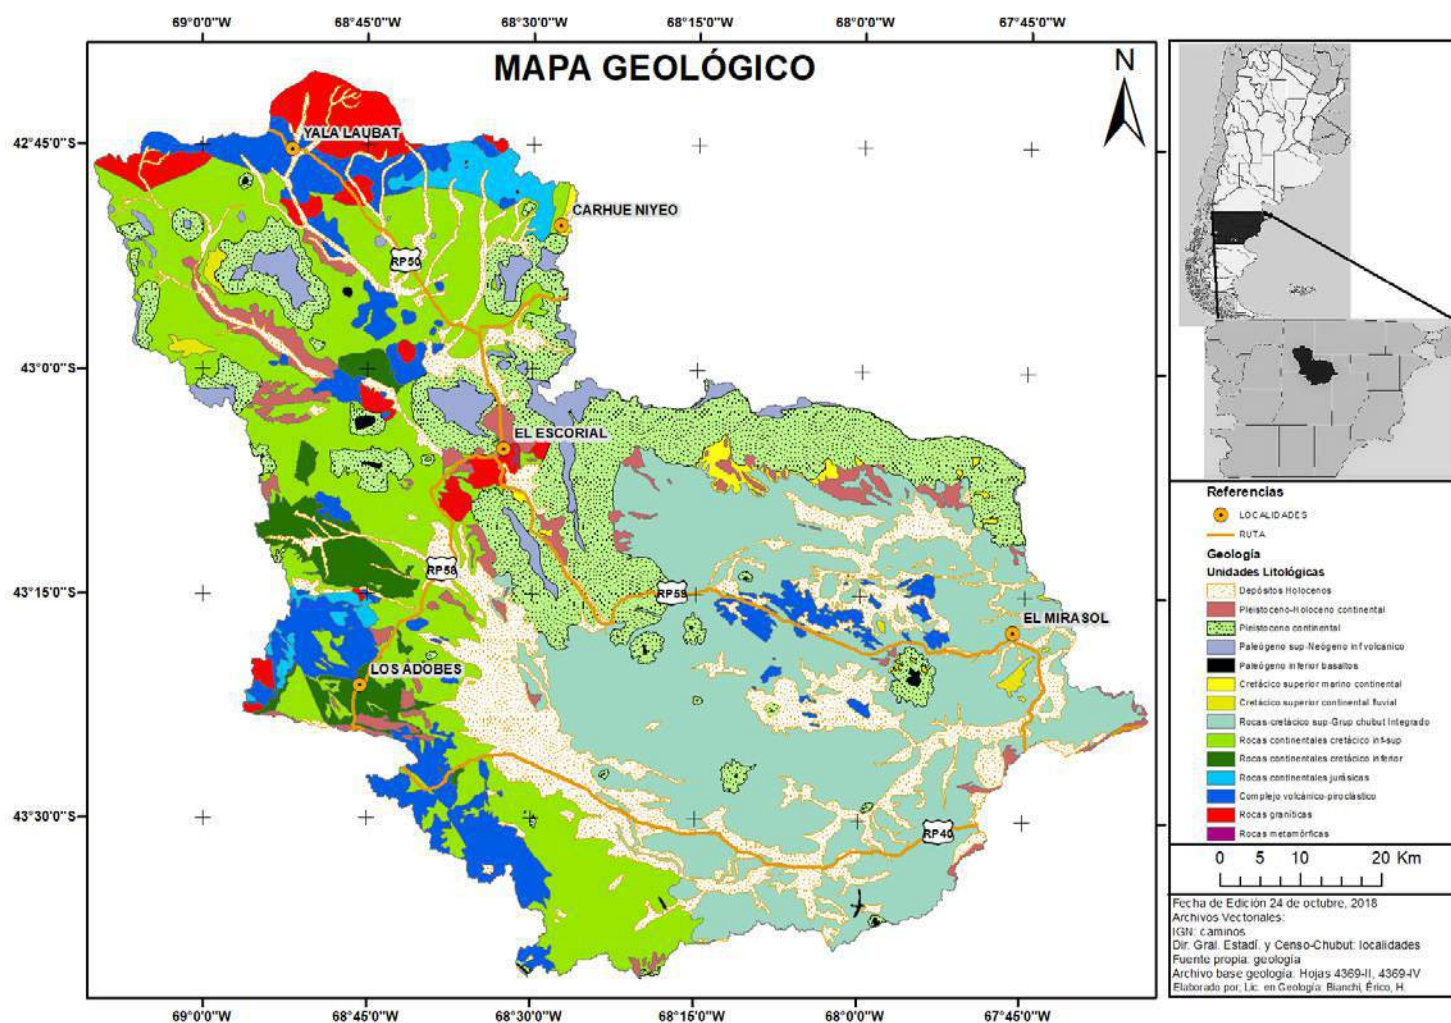 69°0'0"W 68°45'0"W 68°30'0"W 68°15'0"W 68°0'0"W 67°45'0"W
MAPA GEOLÓGICO
N
42°45'0"S
YALA LAUBAT
CARHUE NIYEO
RP50
43°0'0"S
EL ESCORIAL
RP58
43°15'0"S
RP59
EL MIRASOL
LOS ADOBES
43°30'0"S
RP40
69°0'0"W 68°45'0"W 68°30'0"W 68°15'0"W 68°0'0"W 67°45'0"W
Referencias
LOCALIDADES
RUTA
Geología
Unidades Litológicas
Depósitos Holocenos
Pleistoceno-Holoceno continental
Pleistoceno continental
Paleógeno sup-Neógeno inf volcanico
Paleógeno inferior basaltos
Cretácico superior marino continental
Cretácico superior continental fluvial
Rocas-cretácico sup-Grup chubut Integrado
Rocas continentales cretácico inf-sup
Rocas continentales cretácico inferior
Rocas continentales jurásicas
Complejo volcánico-piroclástico
Rocas graníticas
Rocas metamórficas
0 5 10 20 Km
Fecha de Edición 24 de octubre, 2018
Archivos Vectoriales:
IGN: caminos
Dir. Gral. Estadí. y Censo-Chubut: localidades
Fuente propia: geología
Archivo base geología: Hojas 4369-II, 4369-IV
Elaborado por; Lic. en Geología: Bianchi, Érico, H.